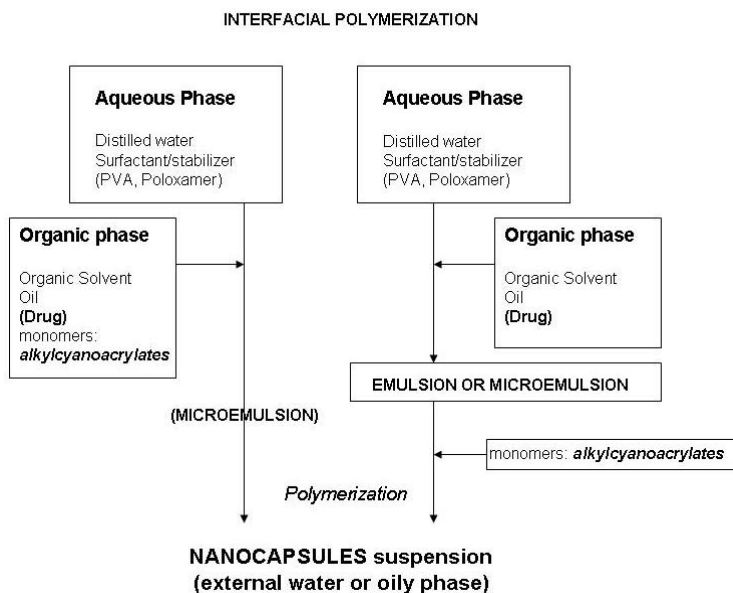 INTERFACIAL POLYMERIZATION
Aqueous Phase
Distilled water
Surfactant/stabilizer
(PVA, Poloxamer)
Aqueous Phase
Distilled water
Surfactant/stabilizer
(PVA, Poloxamer)
Organic phase
Organic Solvent
Oil
(Drug)
monomers:
alkylcyanoacrylates
Organic phase
Organic Solvent
Oil
(Drug)
EMULSION OR MICROEMULSION
(MICROEMULSION)
monomers: alkylcyanoacrylates
Polymerization
NANOCAPSULES suspension
(external water or oily phase)